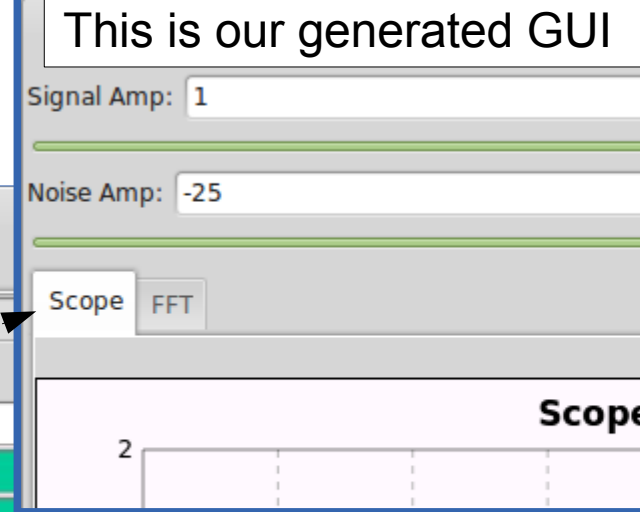 This is our generated GUI
Signal Amp: 1
Noise Amp: -25
Scope FFT
Scope
2